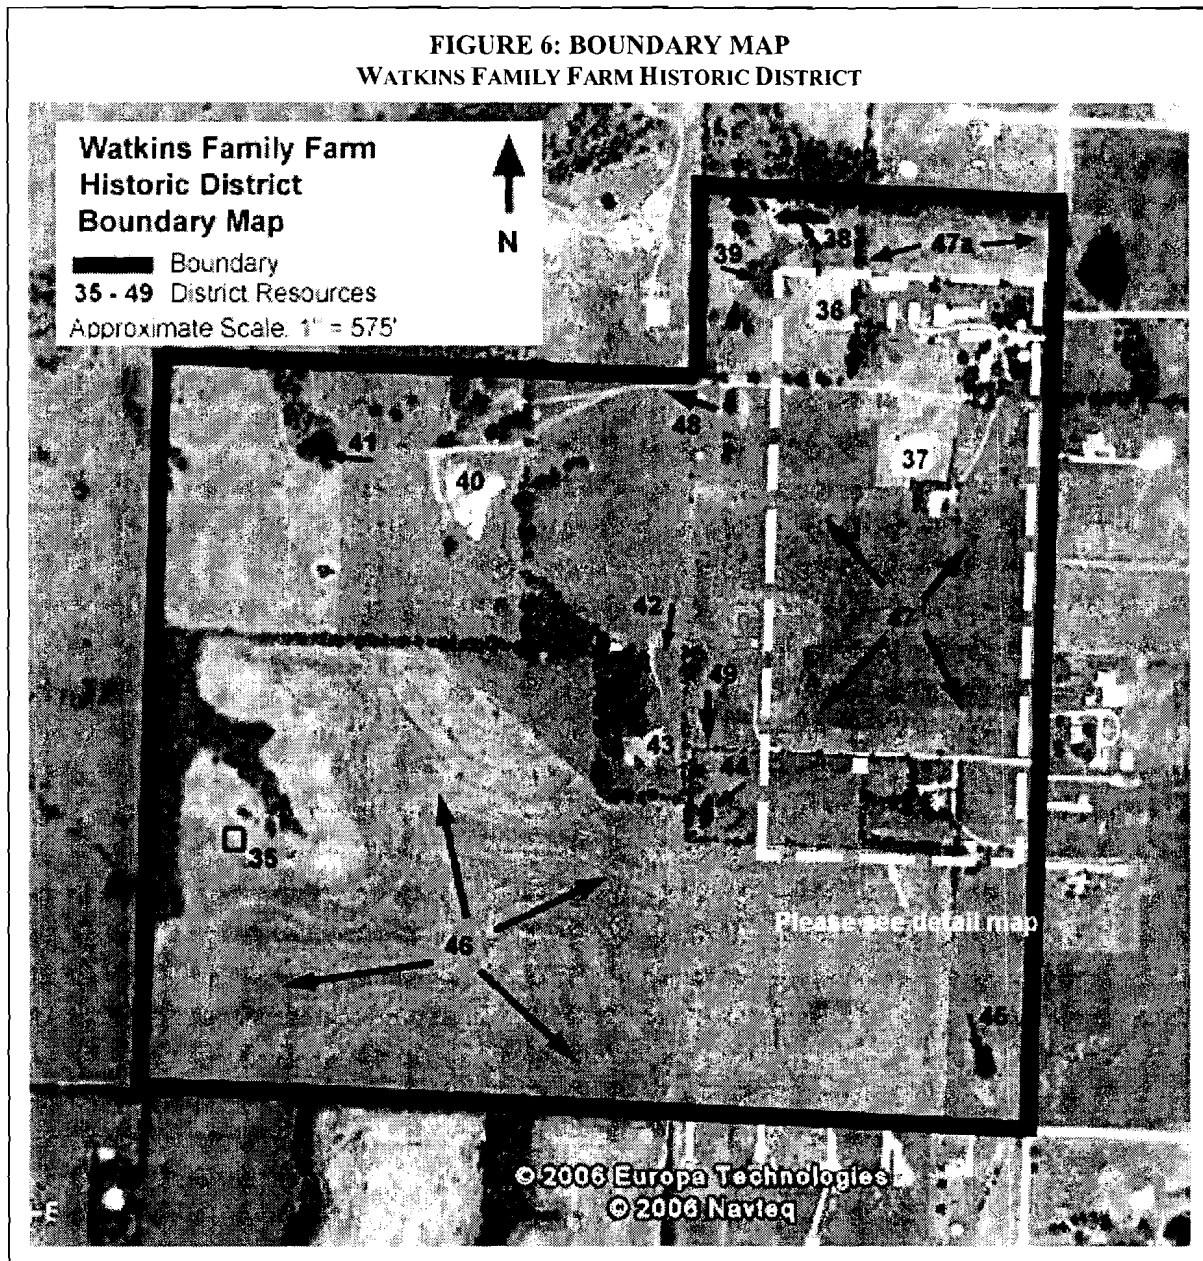 FIGURE 6: BOUNDARY MAP
WATKINS FAMILY FARM HISTORIC DISTRICT
Watkins Family Farm
Historic District
Boundary Map
N
Boundary
35 - 49 District Resources
Approximate Scale: 1" = 575'
38
47a
39
36
48
41
37
40
42
47
49
43
44
35
Please see detail map
46
45
© 2006 Europa Technologies
© 2006 Navteq